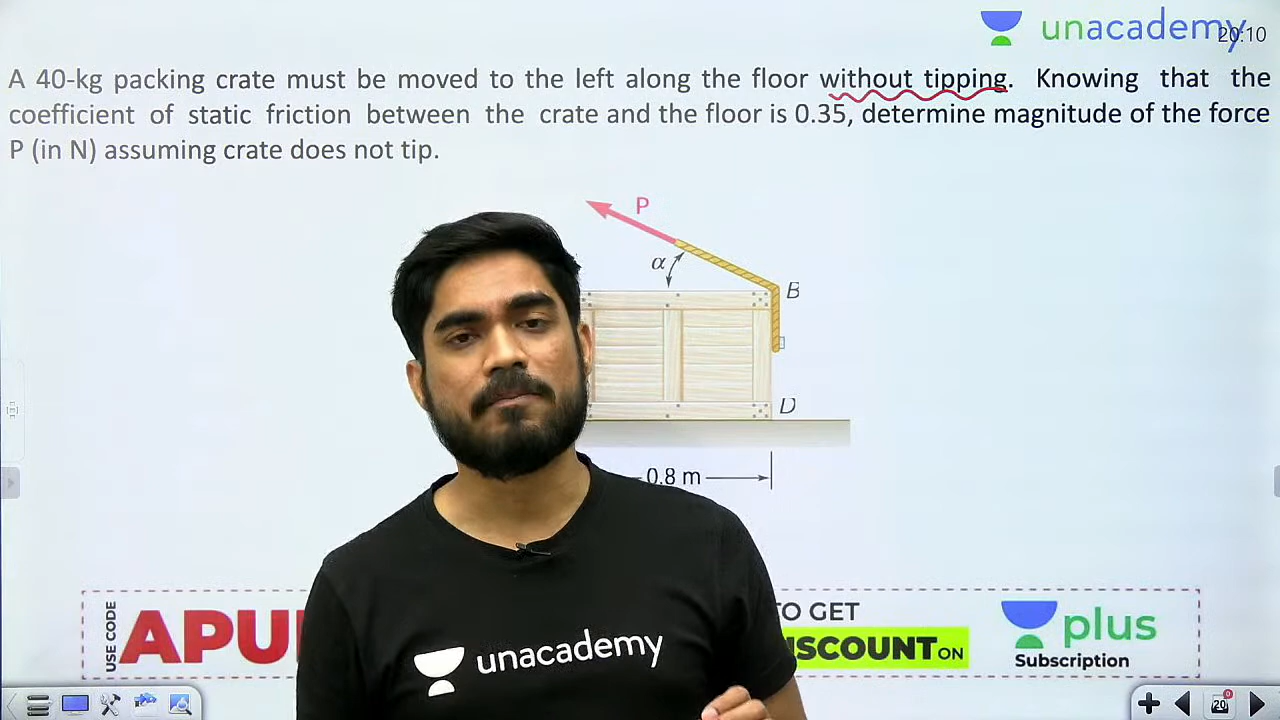 unacademy
20:10
A 40-kg packing crate must be moved to the left along the floor without tipping. Knowing that the
coefficient of static friction between the crate and the floor is 0.35, determine magnitude of the force
P (in N) assuming crate does not tip.
P
α
B
D
0.8 m
USE CODE
TO GET
ON
plus
Subscription
unacademy
20
0